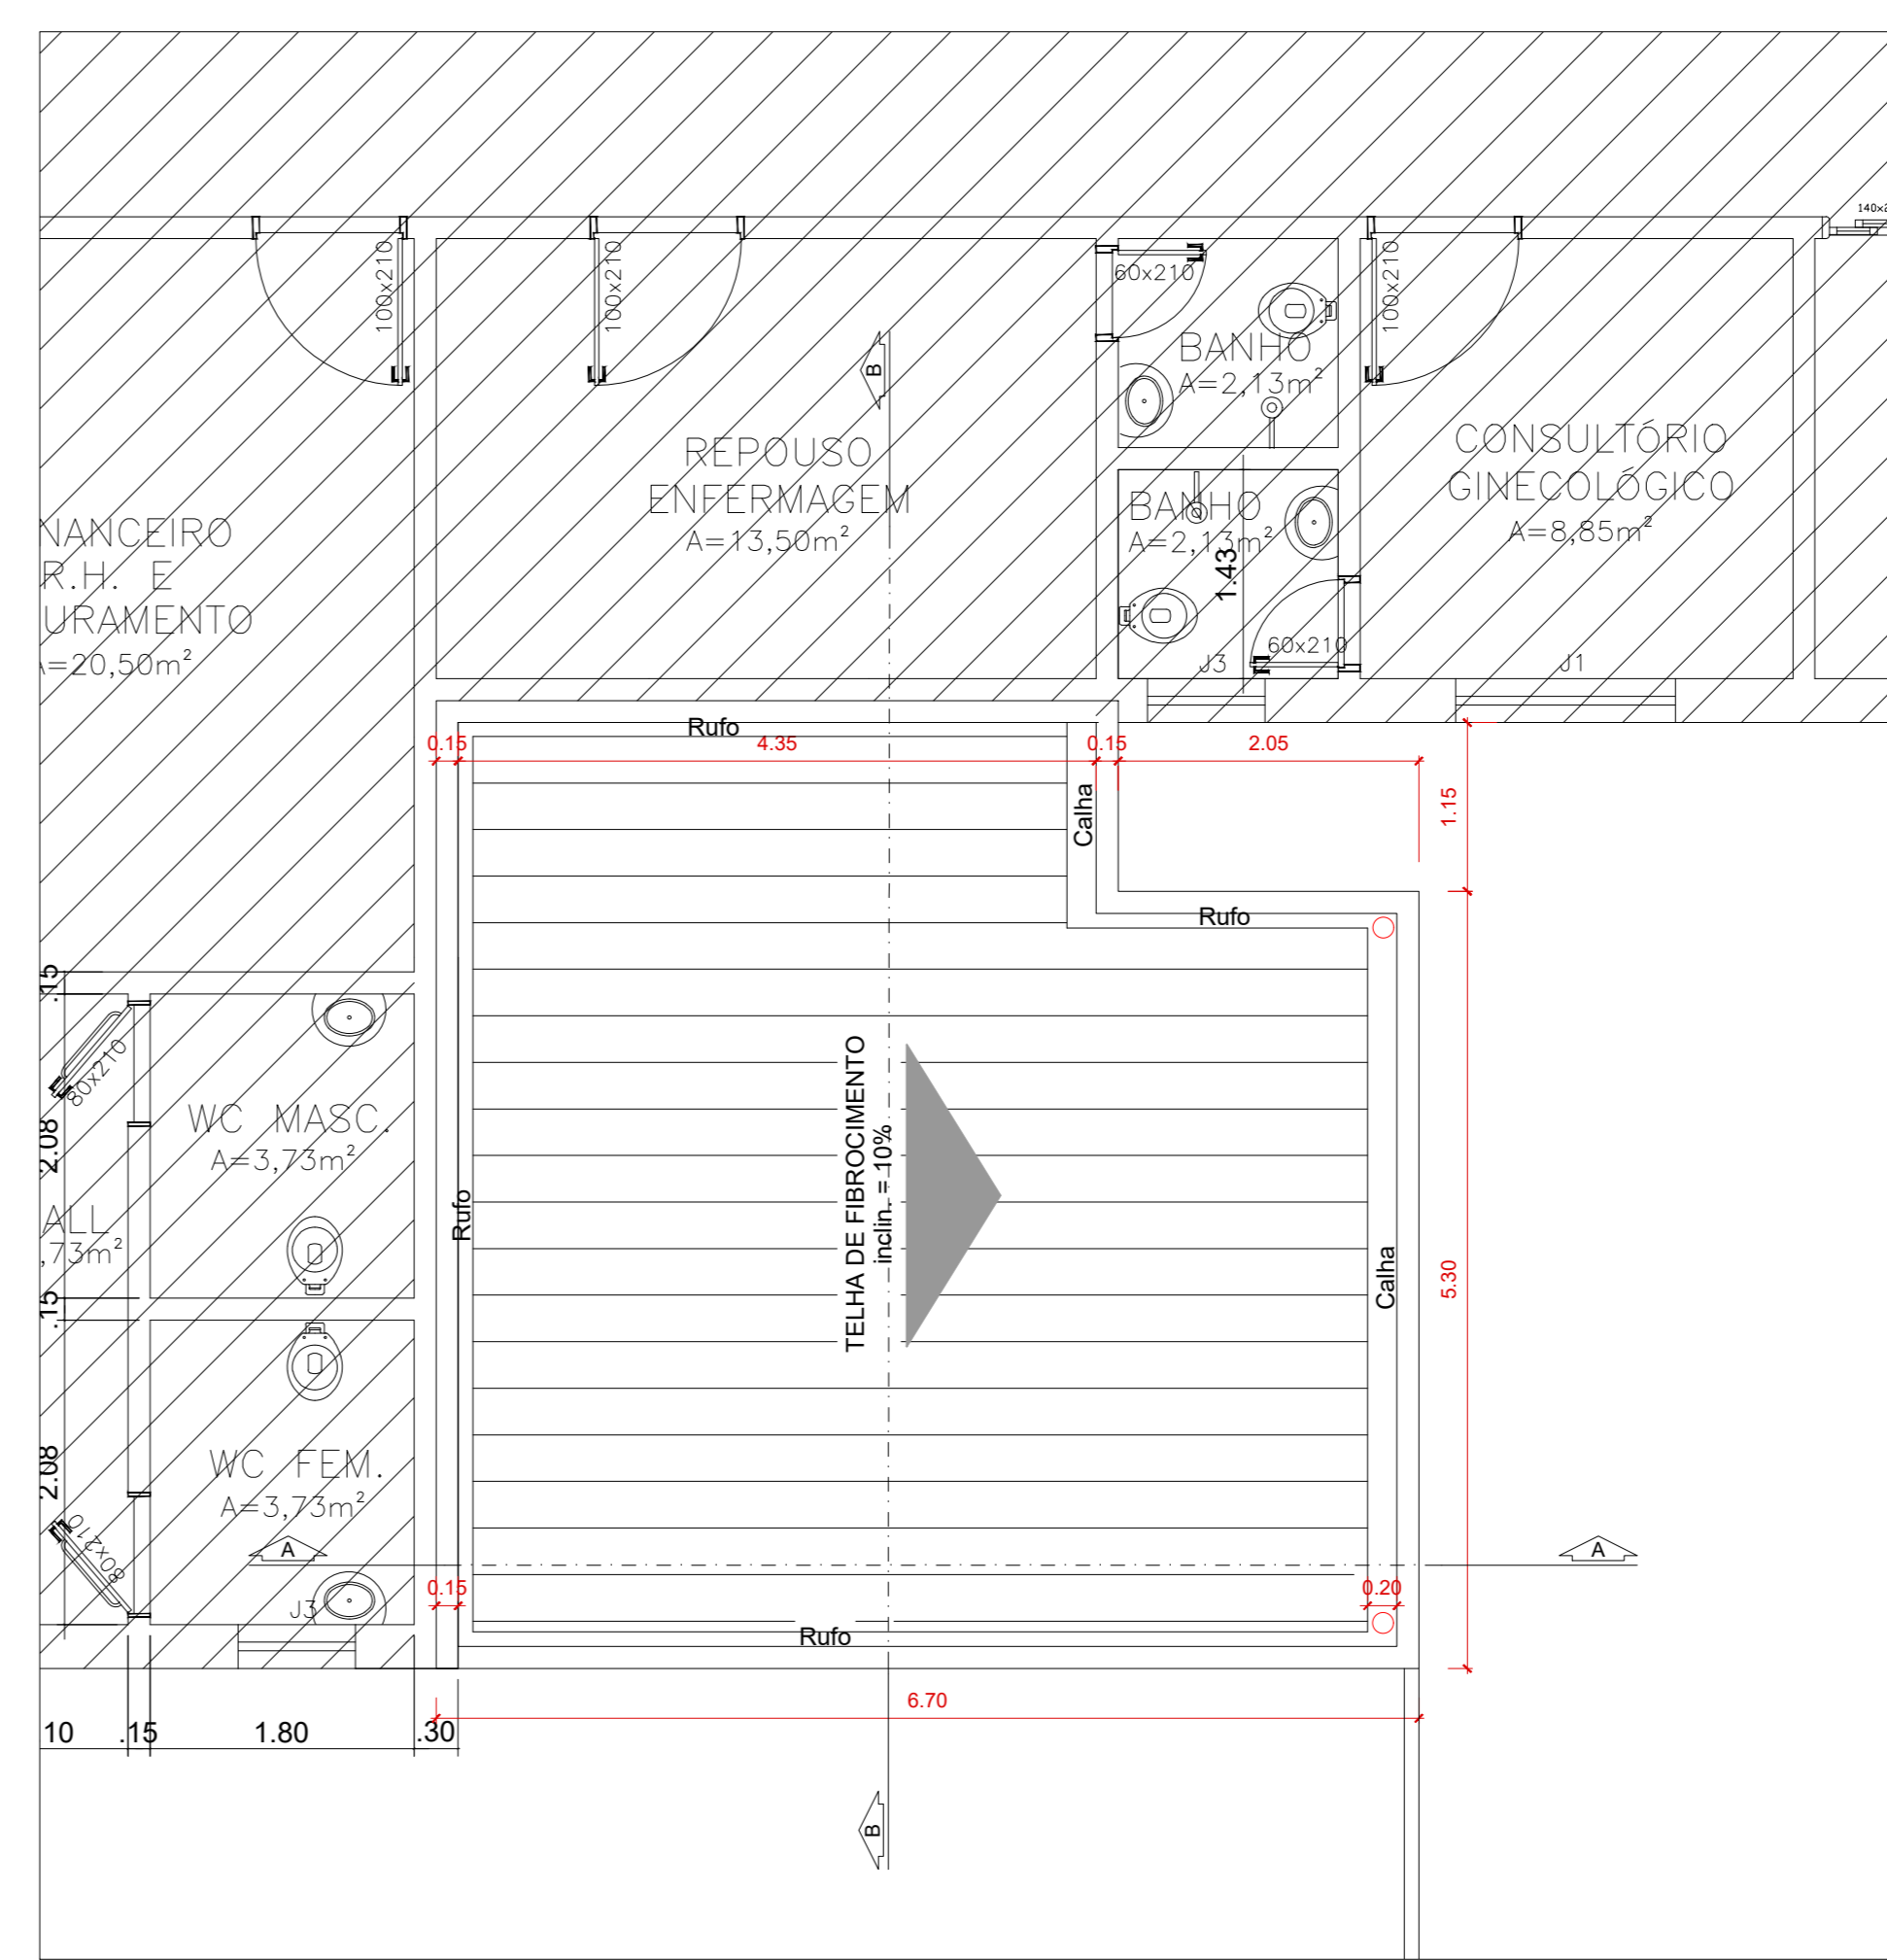 140x2
100x210
100x210
60x210
100x210
B
BANHO
A=2,13m²
REPOUSO
ENFERMAGEM
A=13,50m²
CONSULTÓRIO
GINECOLÓGICO
A=8,85m²
BANHO
A=2,13m²
1.43
NANCEIRO
R.H. E
URAMENTO
A=20,50m²
60x210
J3
J1
Rufo
0.15
4.35
0.15
2.05
Calha
1.15
Rufo
.15
80x210
2.08
WC MASC.
A=3,73m²
TELHA DE FIBROCIMENTO
inclin. = 10%
Rufo
ALL
,73m²
Calha
5.30
.15
2.08
WC FEM.
A=3,73m²
80x210
A
A
J3
0.15
0.20
Rufo
6.70
10
.15
1.80
.30
B